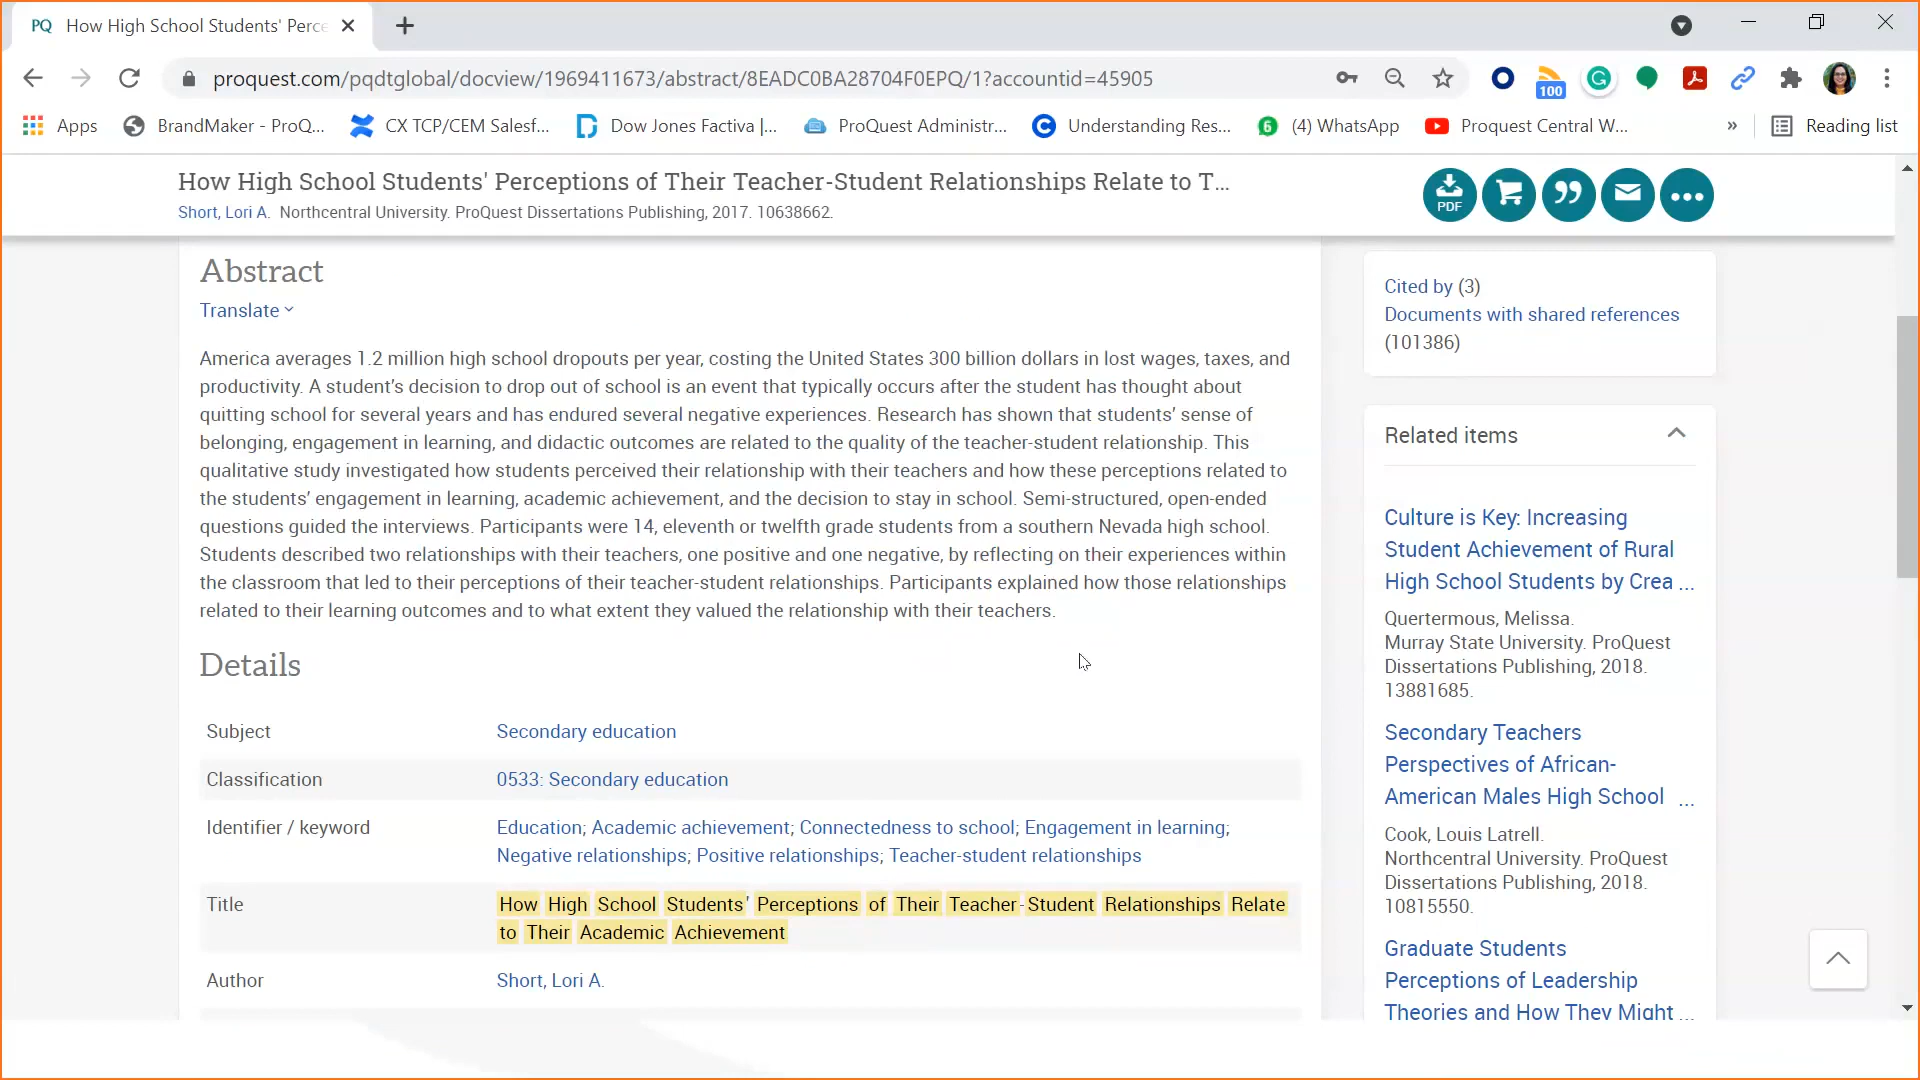 PQ How High School Students' Perce
proquest.com/pqdtglobal/docview/1969411673/abstract/8EADC0BA28704F0EPQ/1?accountid=45905
100
Apps BrandMaker - ProQ... CX TCP/CEM Salesf... Dow Jones Factiva |... ProQuest Administr... Understanding Res... 6 (4) WhatsApp Proquest Central W... » Reading list
How High School Students' Perceptions of Their Teacher-Student Relationships Relate to T...
Short, Lori A. Northcentral University. ProQuest Dissertations Publishing, 2017. 10638662.
PDF
Abstract
Translate
America averages 1.2 million high school dropouts per year, costing the United States 300 billion dollars in lost wages, taxes, and
productivity. A student’s decision to drop out of school is an event that typically occurs after the student has thought about
quitting school for several years and has endured several negative experiences. Research has shown that students’ sense of
belonging, engagement in learning, and didactic outcomes are related to the quality of the teacher-student relationship. This
qualitative study investigated how students perceived their relationship with their teachers and how these perceptions related to
the students’ engagement in learning, academic achievement, and the decision to stay in school. Semi-structured, open-ended
questions guided the interviews. Participants were 14, eleventh or twelfth grade students from a southern Nevada high school.
Students described two relationships with their teachers, one positive and one negative, by reflecting on their experiences within
the classroom that led to their perceptions of their teacher-student relationships. Participants explained how those relationships
related to their learning outcomes and to what extent they valued the relationship with their teachers.
Details
Subject Secondary education
Classification 0533: Secondary education
Identifier / keyword Education; Academic achievement; Connectedness to school; Engagement in learning;
Negative relationships; Positive relationships; Teacher-student relationships
Title How High School Students' Perceptions of Their Teacher-Student Relationships Relate
to Their Academic Achievement
Author Short, Lori A.
Cited by (3)
Documents with shared references
(101386)
Related items
Culture is Key: Increasing
Student Achievement of Rural
High School Students by Crea ...
Quertermous, Melissa.
Murray State University. ProQuest
Dissertations Publishing, 2018.
13881685.
Secondary Teachers
Perspectives of African-
American Males High School ...
Cook, Louis Latrell.
Northcentral University. ProQuest
Dissertations Publishing, 2018.
10815550.
Graduate Students
Perceptions of Leadership
Theories and How They Might ...